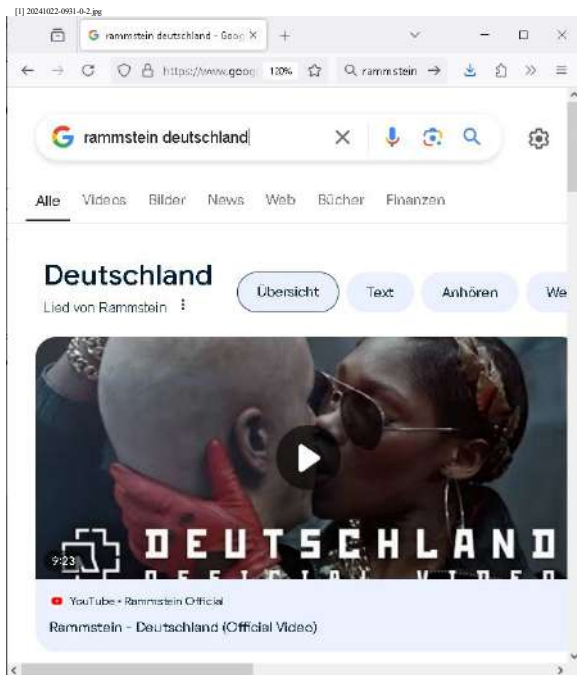 [1] 20241022-0931-0-2.jpg
rammstein deutschland - Goog
https://www.goog 120% rammstein
rammstein deutschland
Alle Videos Bilder News Web Bücher Finanzen
Deutschland
Übersicht Text Anhören We
Lied von Rammstein
DEUTSCHLAND
9:23
OFFICIAL VIDEO
YouTube • Rammstein Official
Rammstein - Deutschland (Official Video)